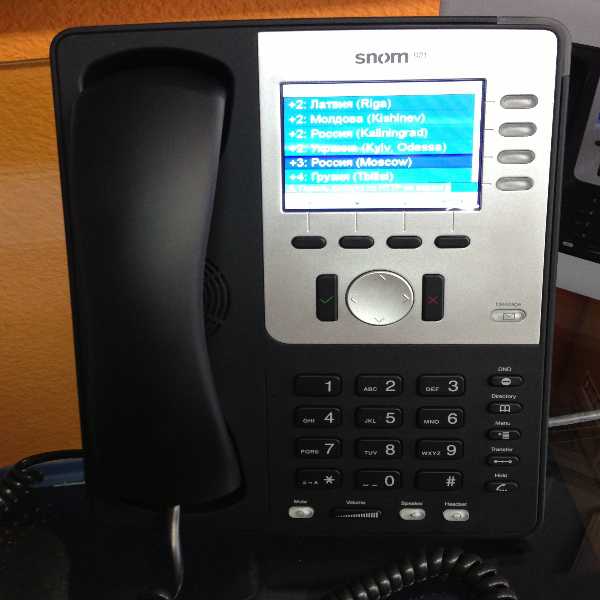 snom
+2: Латвия (Riga)
+2: Молдова (Kishinev)
+2: Россия (Kaliningrad)
+2: Украина (Kyiv, Odessa)
+3: Россия (Moscow)
+4: Грузия (Tbilisi)
Message
1
ABC 2
DEF 3
GHI 4
JKL 5
MNO 6
PQRS 7
TUV 8
WXYZ 9
*
0
#
DND
Directory
Menu
Transfer
Hold
Mute
Volume
Speaker
Headset